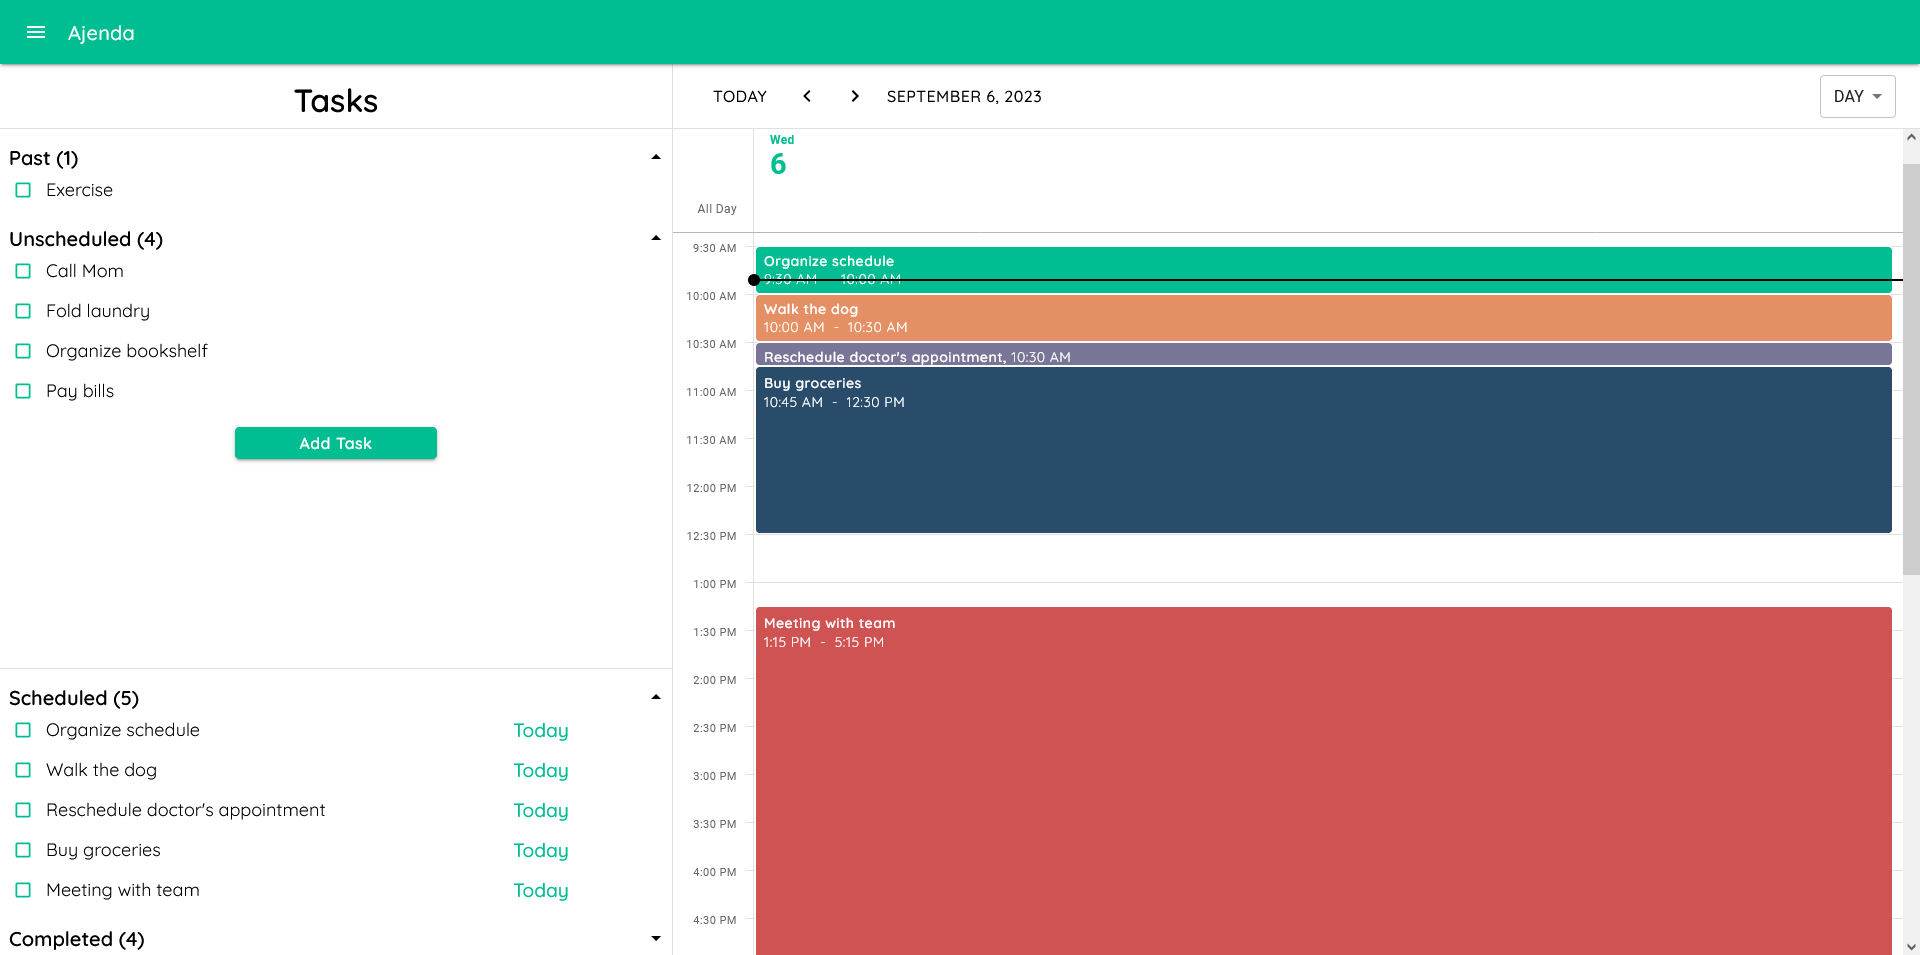 Ajenda
Tasks
Past (1)
Exercise
Unscheduled (4)
Call Mom
Fold laundry
Organize bookshelf
Pay bills
Add Task
Scheduled (5)
Organize schedule Today
Walk the dog Today
Reschedule doctor's appointment Today
Buy groceries Today
Meeting with team Today
Completed (4)
TODAY SEPTEMBER 6, 2023 DAY
Wed
6
All Day
9:30 AM
Organize schedule
9:30 AM - 10:00 AM
10:00 AM
Walk the dog
10:00 AM - 10:30 AM
10:30 AM
Reschedule doctor's appointment, 10:30 AM
Buy groceries
11:00 AM
10:45 AM - 12:30 PM
11:30 AM
12:00 PM
12:30 PM
1:00 PM
Meeting with team
1:30 PM
1:15 PM - 5:15 PM
2:00 PM
2:30 PM
3:00 PM
3:30 PM
4:00 PM
4:30 PM